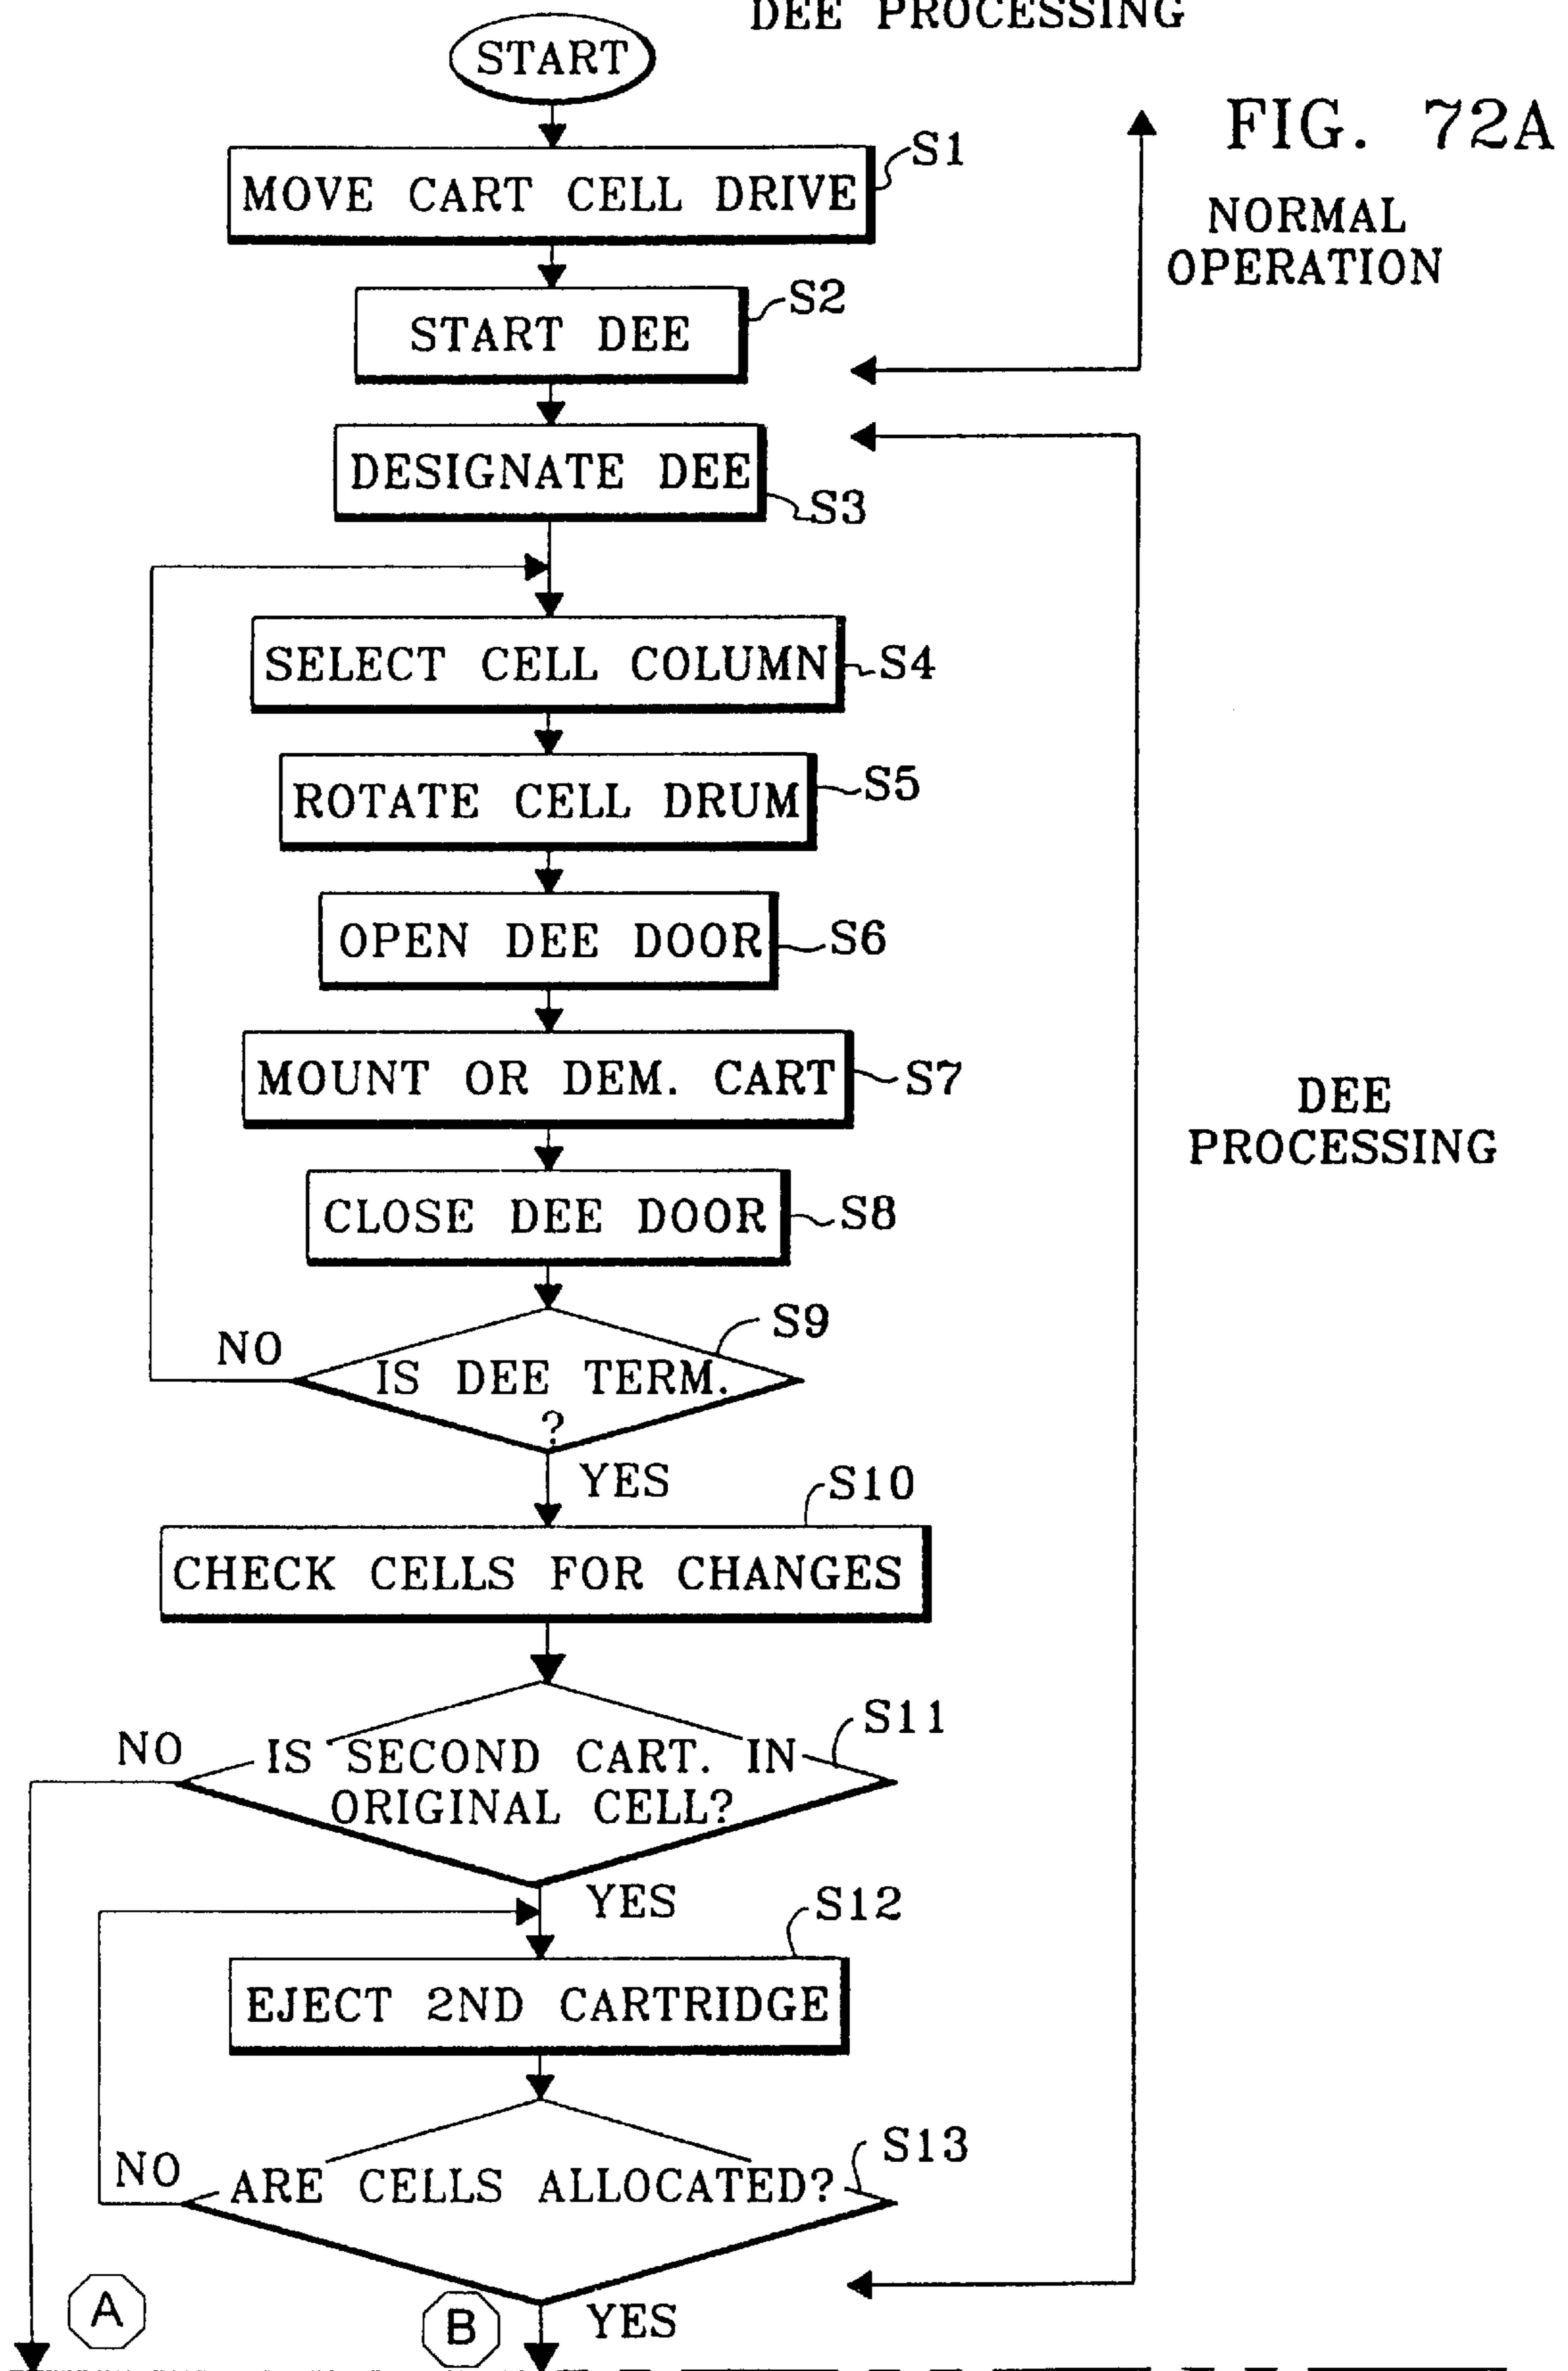 DEE PROCESSING
START
FIG. 72A
S1
MOVE CART CELL DRIVE
NORMAL
OPERATION
S2
START DEE
DESIGNATE DEE
S3
SELECT CELL COLUMN
S4
ROTATE CELL DRUM
S5
OPEN DEE DOOR
S6
MOUNT OR DEM. CART
S7
DEE
PROCESSING
CLOSE DEE DOOR
S8
S9
NO
IS DEE TERM.
?
YES
S10
CHECK CELLS FOR CHANGES
S11
NO
IS SECOND CART. IN
ORIGINAL CELL?
YES
S12
EJECT 2ND CARTRIDGE
S13
NO
ARE CELLS ALLOCATED?
A
B
YES